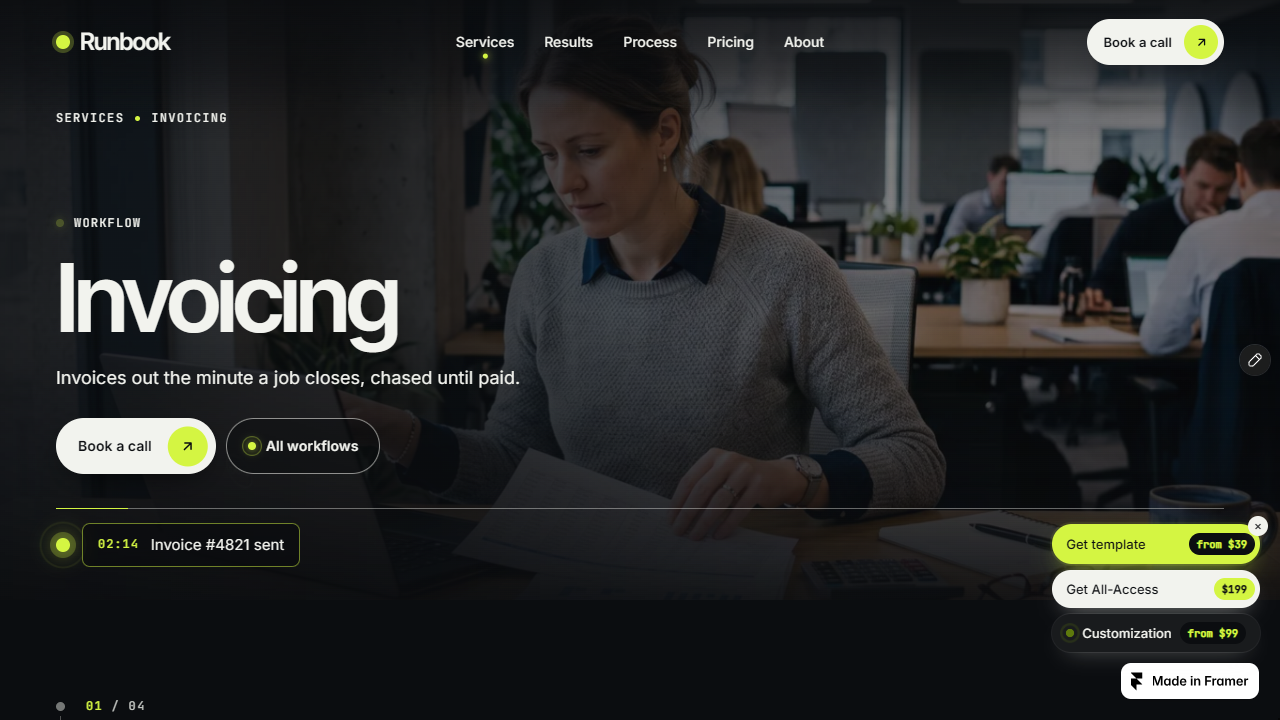 Runbook
Services Results Process Pricing About
Book a call
SERVICES • INVOICING
WORKFLOW
Invoicing
Invoices out the minute a job closes, chased until paid.
Book a call
All workflows
02:14 Invoice #4821 sent
Get template from $39
Get All-Access $199
Customization from $99
Made in Framer
01 / 04